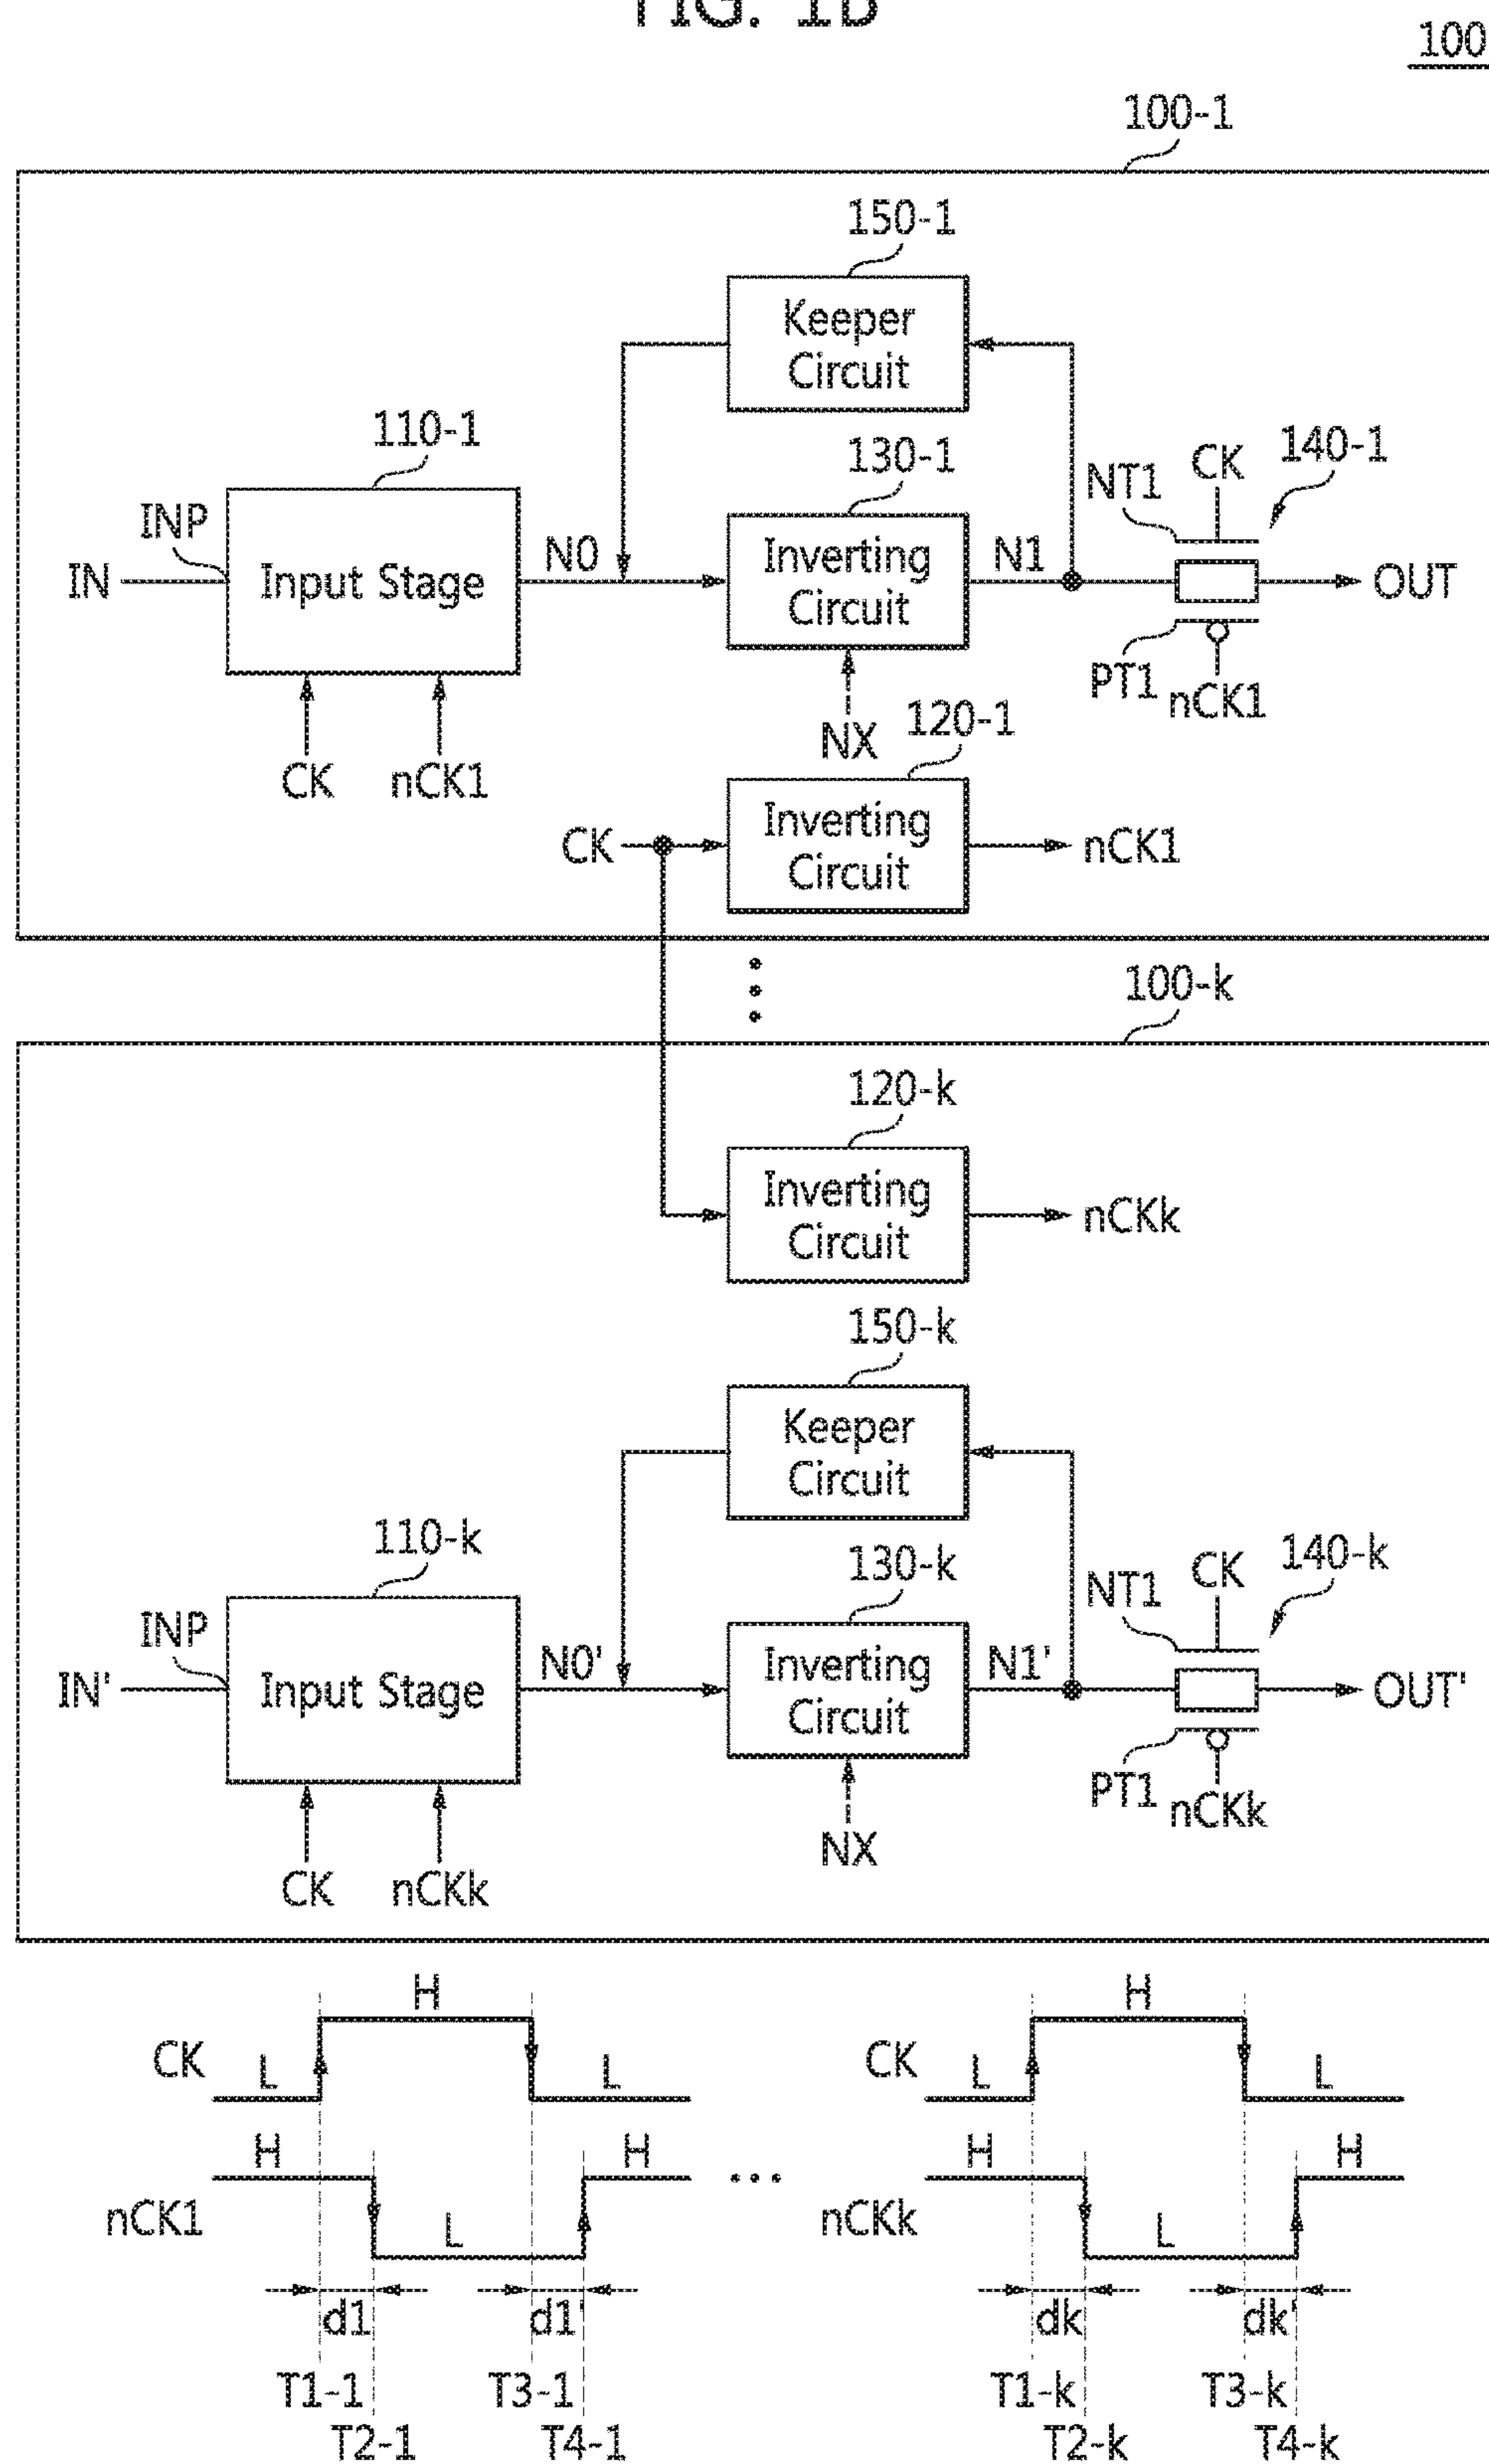 FIG. 1B
100
100-1
150-1
Keeper
Circuit
110-1
130-1
NT1
CK
140-1
INP
IN
Input Stage
N0
Inverting
Circuit
N1
OUT
PT1
nCK1
CK
nCK1
NX
120-1
CK
Inverting
Circuit
nCK1
100-k
120-k
Inverting
Circuit
nCKk
150-k
Keeper
Circuit
110-k
130-k
NT1
CK
140-k
INP
IN'
Input Stage
N0'
Inverting
Circuit
N1'
OUT'
PT1
nCKk
CK
nCKk
NX
CK
L
H
L
CK
L
H
L
nCK1
H
L
H
...
nCKk
H
L
H
d1
d1'
dk
dk'
T1-1
T3-1
T1-k
T3-k
T2-1
T4-1
T2-k
T4-k